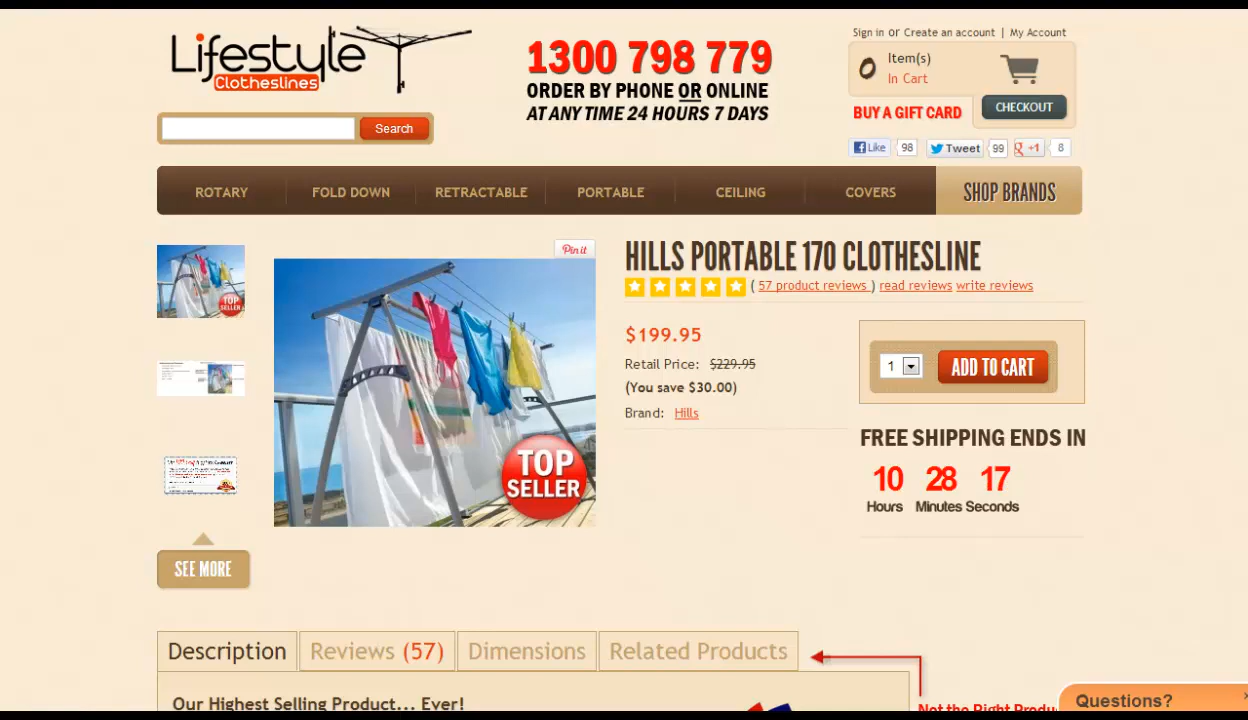 Lifestyle
Clotheslines
1300 798 779
ORDER BY PHONE OR ONLINE
AT ANY TIME 24 HOURS 7 DAYS
Sign in or Create an account | My Account
0 Item(s)
In Cart
BUY A GIFT CARD
CHECKOUT
Search
Like 98 Tweet 99 +1 8
ROTARY FOLD DOWN RETRACTABLE PORTABLE CEILING COVERS SHOP BRANDS
Pin it
HILLS PORTABLE 170 CLOTHESLINE
( 57 product reviews ) read reviews write reviews
TOP
SELLER
$199.95
Retail Price: $229.95
(You save $30.00)
Brand: Hills
1 ADD TO CART
FREE SHIPPING ENDS IN
10 28 17
Hours Minutes Seconds
TOP
SELLER
SEE MORE
Description Reviews (57) Dimensions Related Products
Our Highest Selling Product... Ever!
Not the Right
Questions?